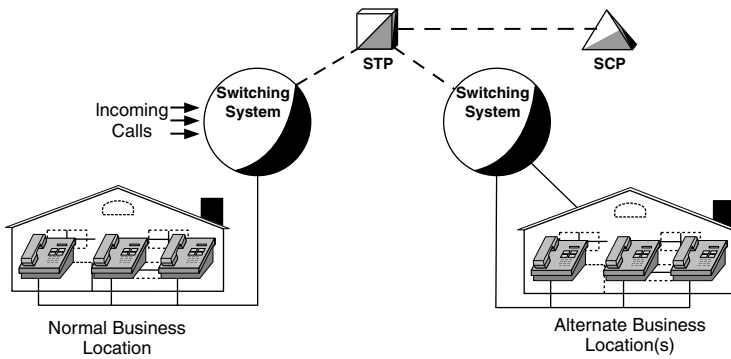 STP
SCP
Switching
System
Switching
System
Incoming
Calls
Normal Business
Location
Alternate Business
Location(s)